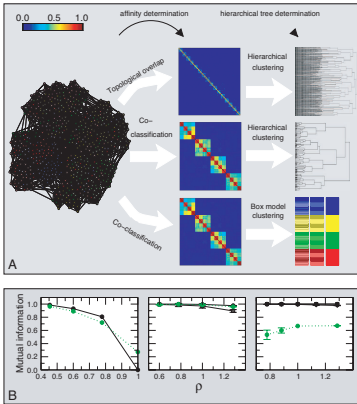 affinity determination hierarchical tree determination
0.0 0.5 1.0
Topological overlap
Hierarchical
clustering
Co-
classification
Hierarchical
clustering
Co-classification
Box model
clustering
A
Mutual information
1.0
0.8
0.6
0.4
0.2
0.0
0.4 0.5 0.6 0.7 0.8 0.9 1
0.6 0.8 1 1.2
0.8 1 1.2
ρ
B